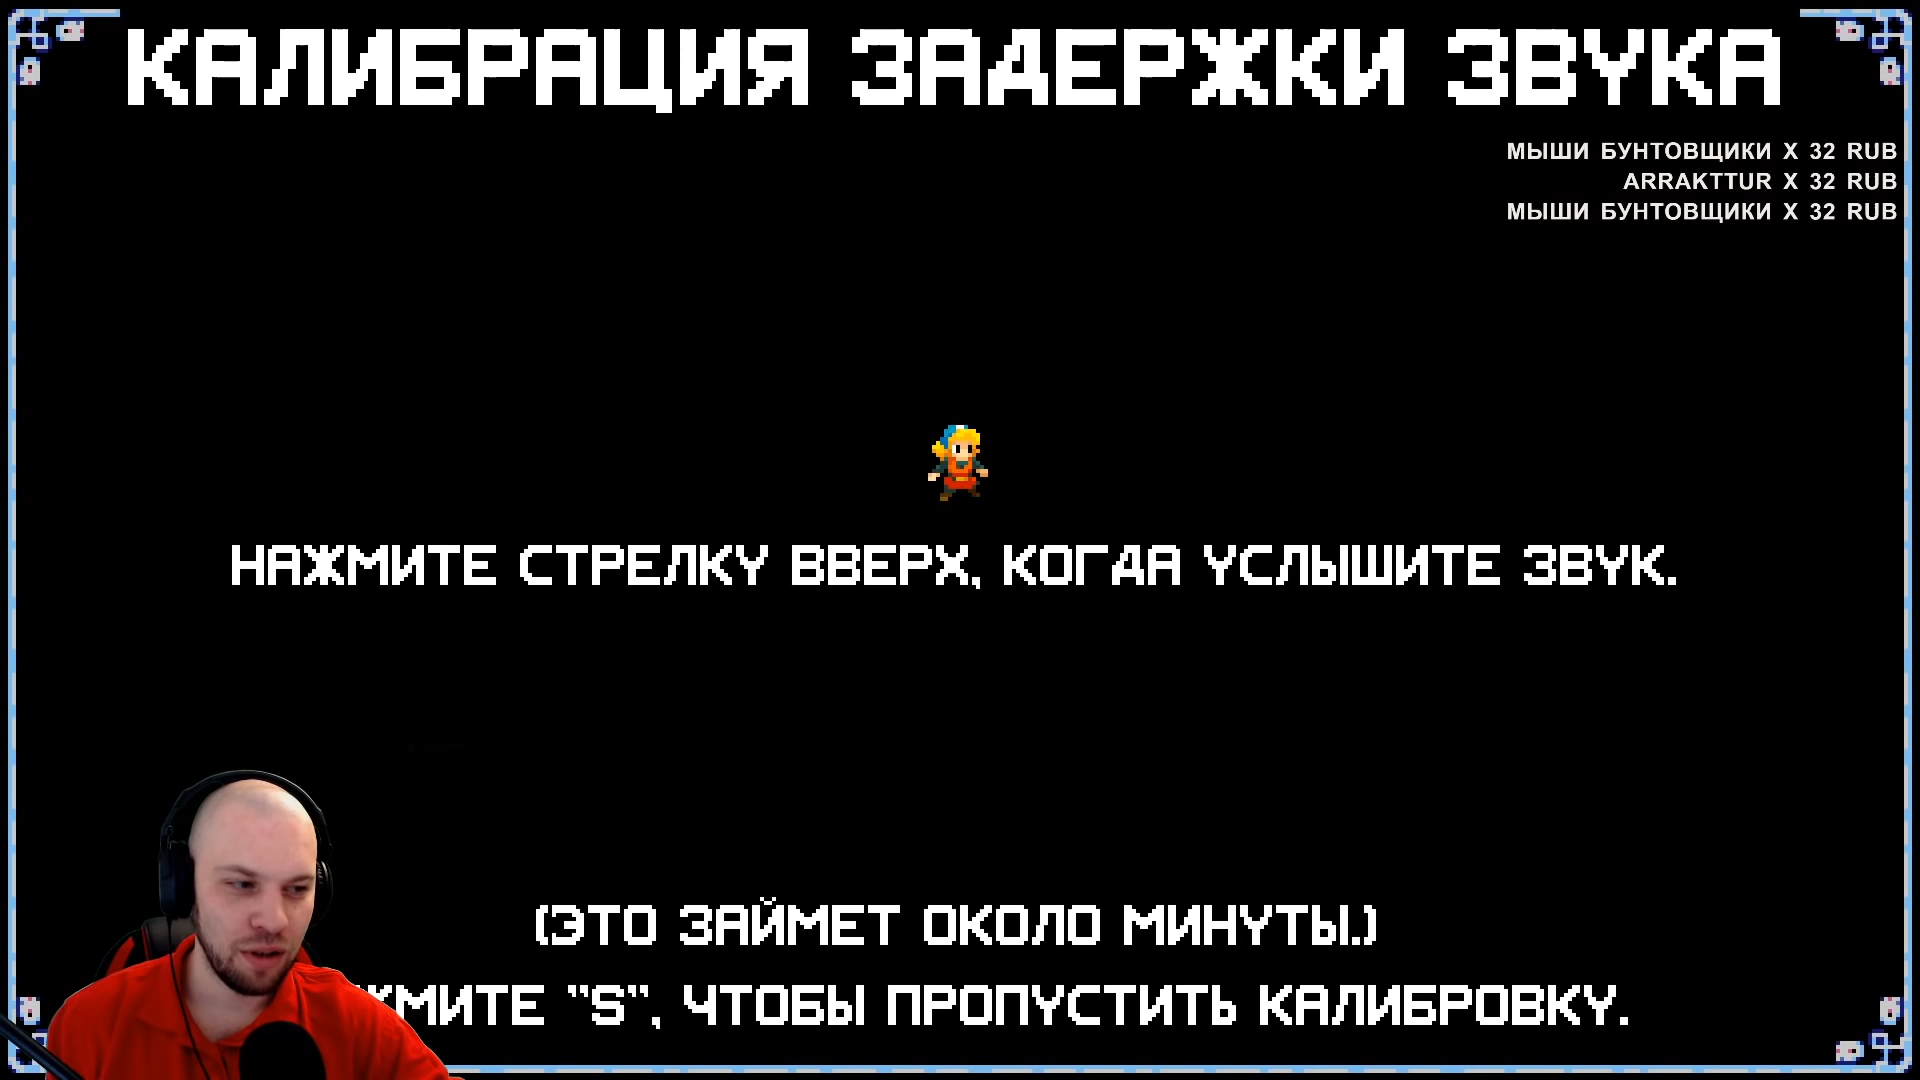 КАЛИБРАЦИЯ ЗАДЕРЖКИ ЗВУКА
МЫШИ БУНТОВЩИКИ X 32 RUB
ARRAKTTUR X 32 RUB
МЫШИ БУНТОВЩИКИ X 32 RUB
НАЖМИТЕ СТРЕЛКУ ВВЕРХ, КОГДА УСЛЫШИТЕ ЗВУК.
(ЭТО ЗАЙМЕТ ОКОЛО МИНУТЫ.)
ЖМИТЕ "S", ЧТОБЫ ПРОПУСТИТЬ КАЛИБРОВКУ.